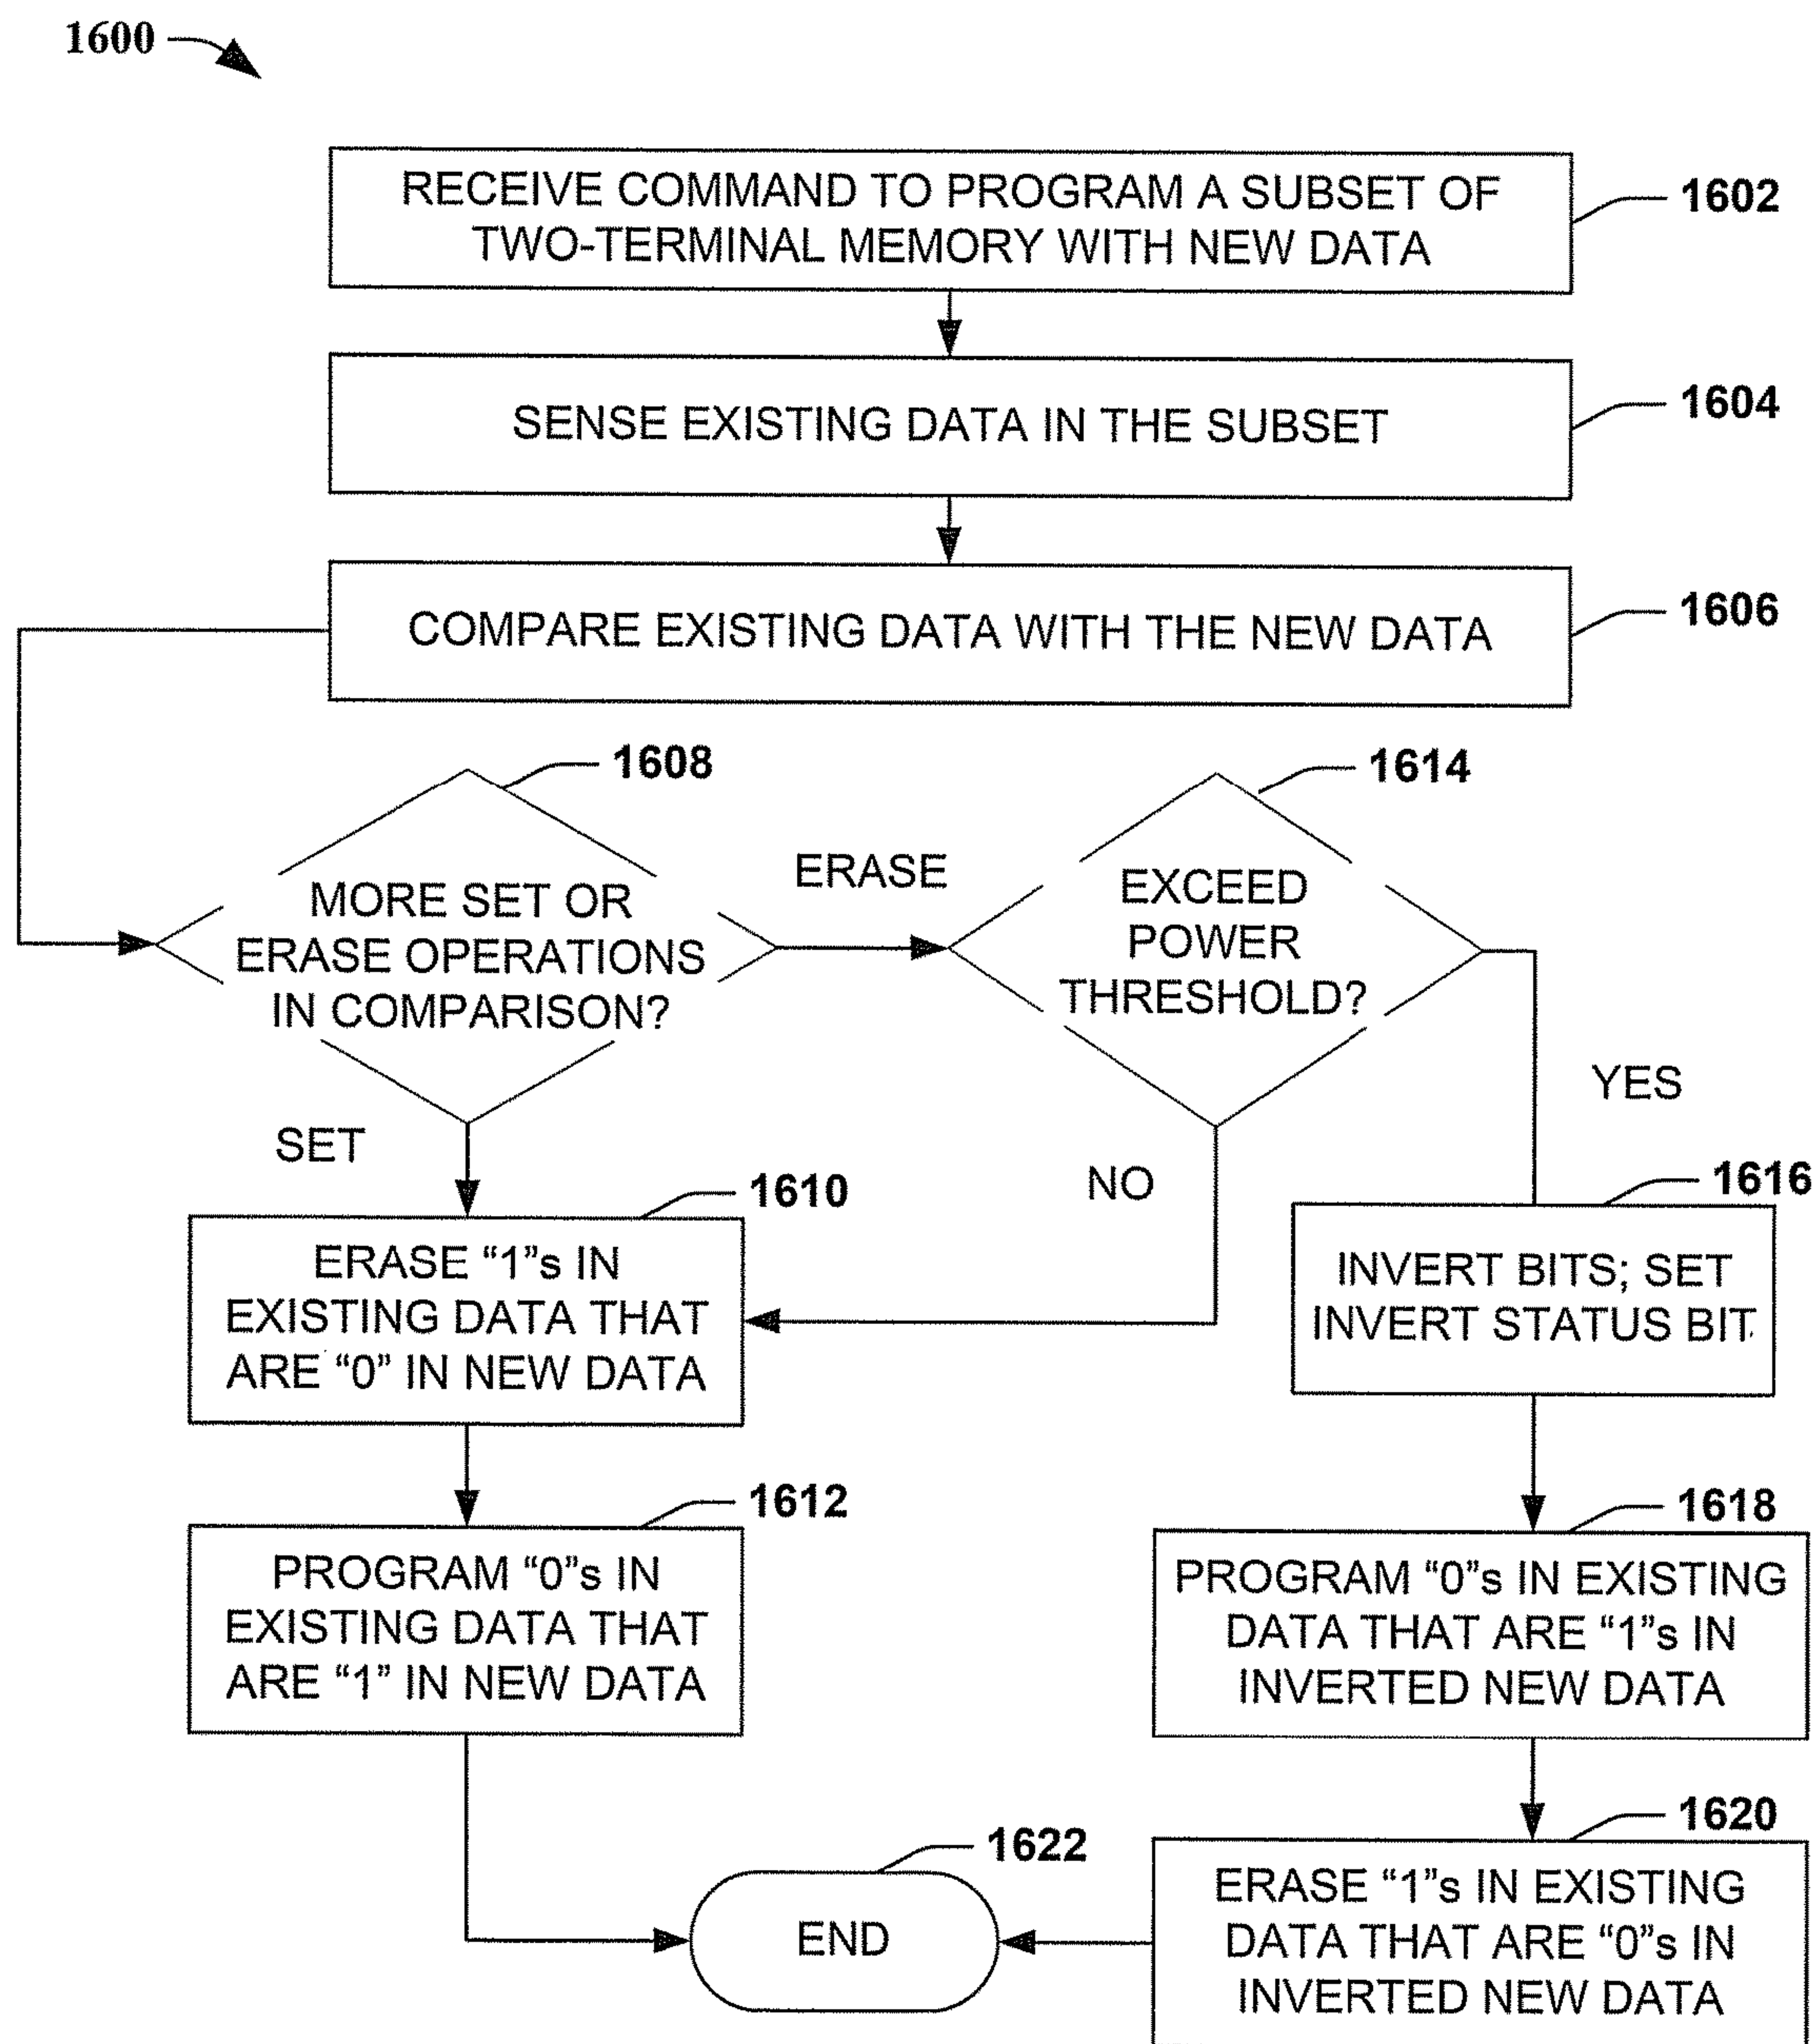 1600
RECEIVE COMMAND TO PROGRAM A SUBSET OF
TWO-TERMINAL MEMORY WITH NEW DATA
1602
SENSE EXISTING DATA IN THE SUBSET
1604
COMPARE EXISTING DATA WITH THE NEW DATA
1606
1608
MORE SET OR
ERASE OPERATIONS
IN COMPARISON?
ERASE
1614
EXCEED
POWER
THRESHOLD?
YES
SET
NO
1610
ERASE “1”s IN
EXISTING DATA THAT
ARE “0” IN NEW DATA
1616
INVERT BITS; SET
INVERT STATUS BIT
1612
PROGRAM “0”s IN
EXISTING DATA THAT
ARE “1” IN NEW DATA
1618
PROGRAM “0”s IN EXISTING
DATA THAT ARE “1”s IN
INVERTED NEW DATA
1622
END
1620
ERASE “1”s IN EXISTING
DATA THAT ARE “0”s IN
INVERTED NEW DATA